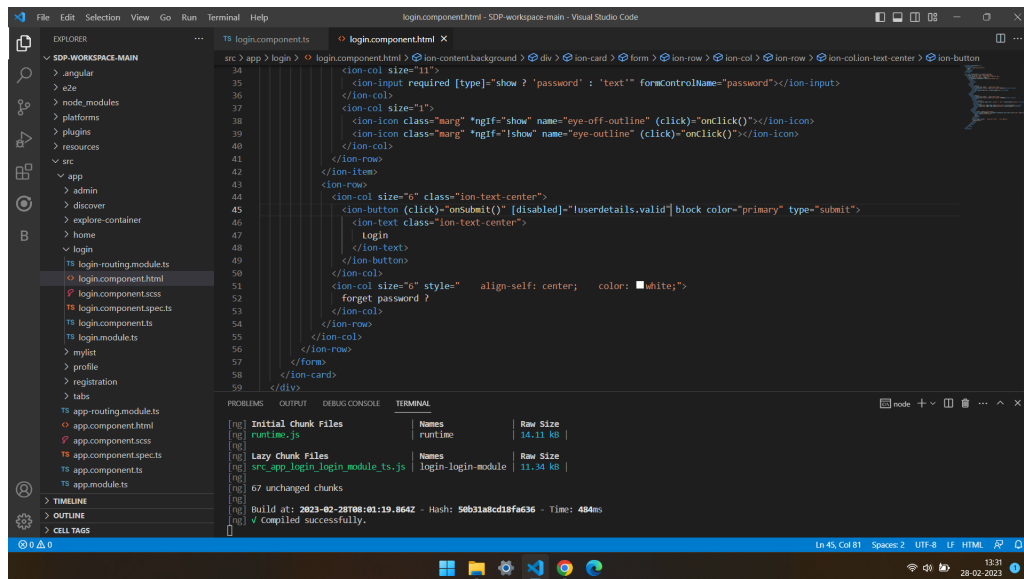 File Edit Selection View Go Run Terminal Help
login.component.html - SDP-workspace-main - Visual Studio Code
EXPLORER
SDP-WORKSPACE-MAIN
.angular
e2e
node_modules
platforms
plugins
resources
src
app
admin
discover
explore-container
home
login
TS login-routing.module.ts
<> login.component.html
login.component.scss
TS login.component.spec.ts
TS login.component.ts
TS login.module.ts
mylist
profile
registration
tabs
TS app-routing.module.ts
<> app.component.html
app.component.scss
TS app.component.spec.ts
TS app.component.ts
TS app.module.ts
TIMELINE
OUTLINE
CELL TAGS
TS login.component.ts
<> login.component.html
src > app > login > <> login.component.html > ion-content.background > div > ion-card > form > ion-row > ion-col > ion-row > ion-col.ion-text-center > ion-button
34 <ion-col size="11">
35 <ion-input required [type]="show ? 'password' : 'text'" formControlName="password"></ion-input>
36 </ion-col>
37 <ion-col size="1">
38 <ion-icon class="marg" *ngIf="show" name="eye-off-outline" (click)="onClick()"></ion-icon>
39 <ion-icon class="marg" *ngIf="!show" name="eye-outline" (click)="onClick()"></ion-icon>
40 </ion-col>
41 </ion-row>
42 </ion-item>
43 <ion-row>
44 <ion-col size="6" class="ion-text-center">
45 <ion-button (click)="onSubmit()" [disabled]="!userdetails.valid" block color="primary" type="submit">
46 <ion-text class="ion-text-center">
47 Login
48 </ion-text>
49 </ion-button>
50 </ion-col>
51 <ion-col size="6" style="    align-self: center;    color: white;">
52 forget password ?
53 </ion-col>
54 </ion-row>
55 </ion-col>
56 </ion-row>
57 </form>
58 </ion-card>
59 </div>
PROBLEMS OUTPUT DEBUG CONSOLE TERMINAL
node
[ng] Initial Chunk Files | Names | Raw Size
[ng] runtime.js | runtime | 14.11 kB |
[ng]
[ng] Lazy Chunk Files | Names | Raw Size
[ng] src_app_login_login_module_ts.js | login-login-module | 11.34 kB |
[ng]
[ng] 67 unchanged chunks
[ng]
[ng] Build at: 2023-02-28T08:01:19.864Z - Hash: 50b31a8cd18fa636 - Time: 484ms
[ng] √ Compiled successfully.
0 0
Ln 45, Col 81 Spaces: 2 UTF-8 LF HTML
13:31
28-02-2023
1